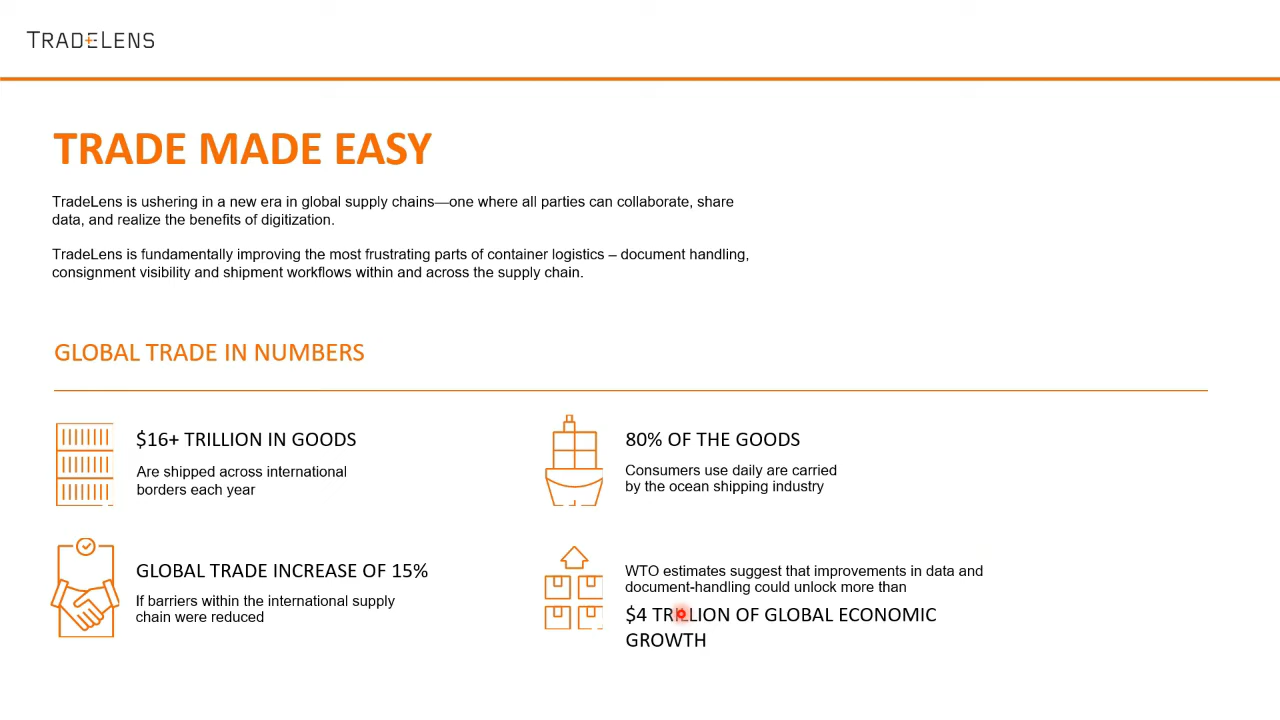 TRADELENS
TRADE MADE EASY
TradeLens is ushering in a new era in global supply chains—one where all parties can collaborate, share
data, and realize the benefits of digitization.
TradeLens is fundamentally improving the most frustrating parts of container logistics – document handling,
consignment visibility and shipment workflows within and across the supply chain.
GLOBAL TRADE IN NUMBERS
$16+ TRILLION IN GOODS
Are shipped across international
borders each year
80% OF THE GOODS
Consumers use daily are carried
by the ocean shipping industry
GLOBAL TRADE INCREASE OF 15%
If barriers within the international supply
chain were reduced
WTO estimates suggest that improvements in data and
document-handling could unlock more than
$4 TRILLION OF GLOBAL ECONOMIC
GROWTH